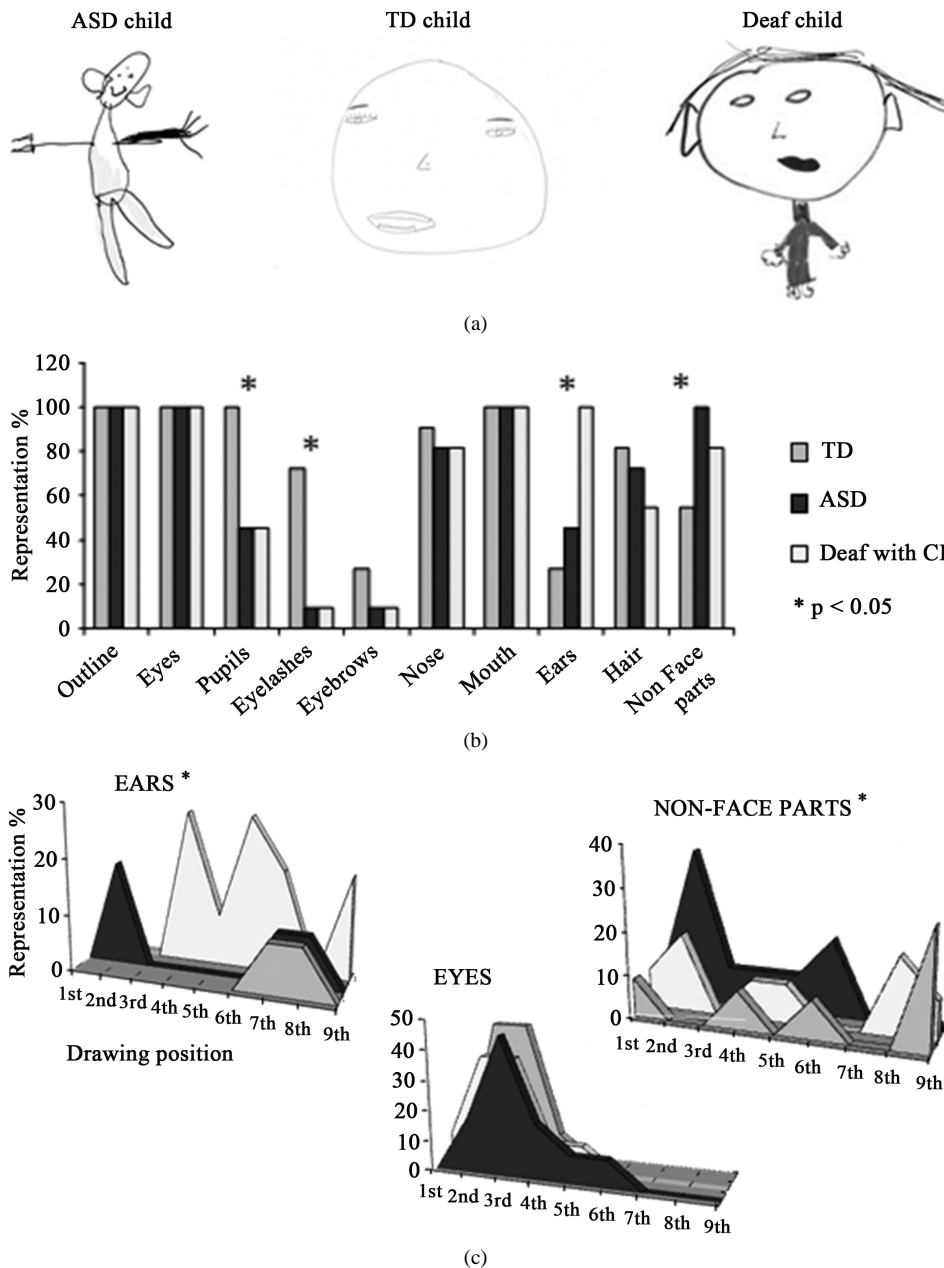 ASD child TD child Deaf child
(a)
120
100
80
60
40
20
0
Representation %
* * * *
TD
ASD
Deaf with CI
* p < 0.05
Outline Eyes Pupils Eyelashes Eyebrows Nose Mouth Ears Hair Non Face parts
(b)
EARS *
30
20
10
0
Representation %
1st 2nd 3rd 4th 5th 6th 7th 8th 9th
Drawing position
NON-FACE PARTS *
40
30
20
10
0
1st 2nd 3rd 4th 5th 6th 7th 8th 9th
EYES
50
40
30
20
10
0
1st 2nd 3rd 4th 5th 6th 7th 8th 9th
(c)